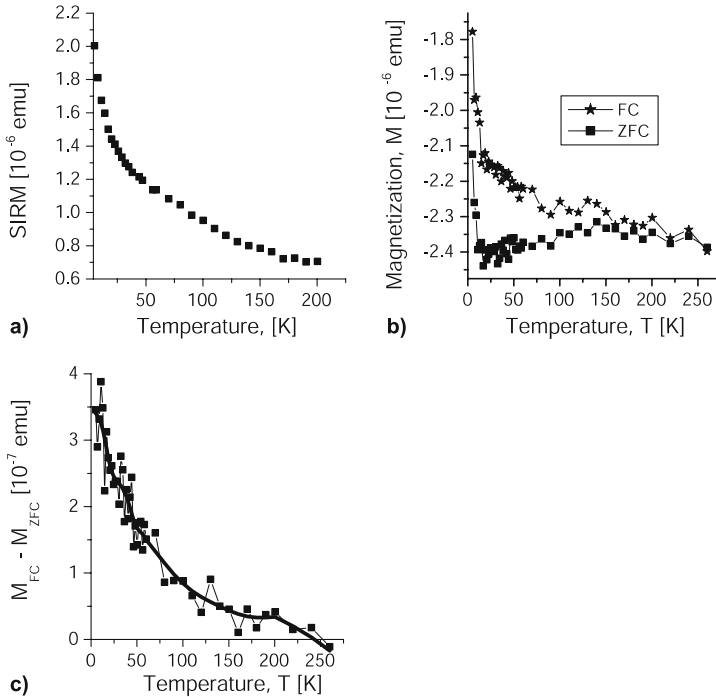 2.2
2.0
1.8
1.6
1.4
1.2
1.0
0.8
0.6
SIRM [10⁻⁶ emu]
50 100 150 200
Temperature, [K]
a)
-1.8
-1.9
-2.0
-2.1
-2.2
-2.3
-2.4
Magnetization, M [10⁻⁶ emu]
FC
ZFC
0 50 100 150 200 250
Temperature, T [K]
b)
4
3
2
1
0
M_FC - M_ZFC [10⁻⁷ emu]
0 50 100 150 200 250
Temperature, T [K]
c)